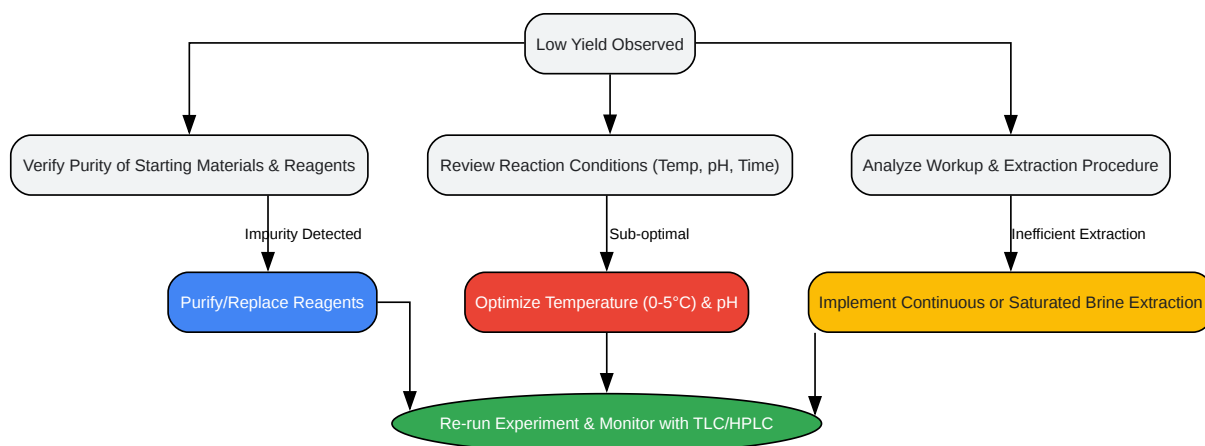 Low Yield Observed
Verify Purity of Starting Materials & Reagents
Review Reaction Conditions (Temp, pH, Time)
Analyze Workup & Extraction Procedure
Impurity Detected
Sub-optimal
Inefficient Extraction
Purify/Replace Reagents
Optimize Temperature (0-5°C) & pH
Implement Continuous or Saturated Brine Extraction
Re-run Experiment & Monitor with TLC/HPLC